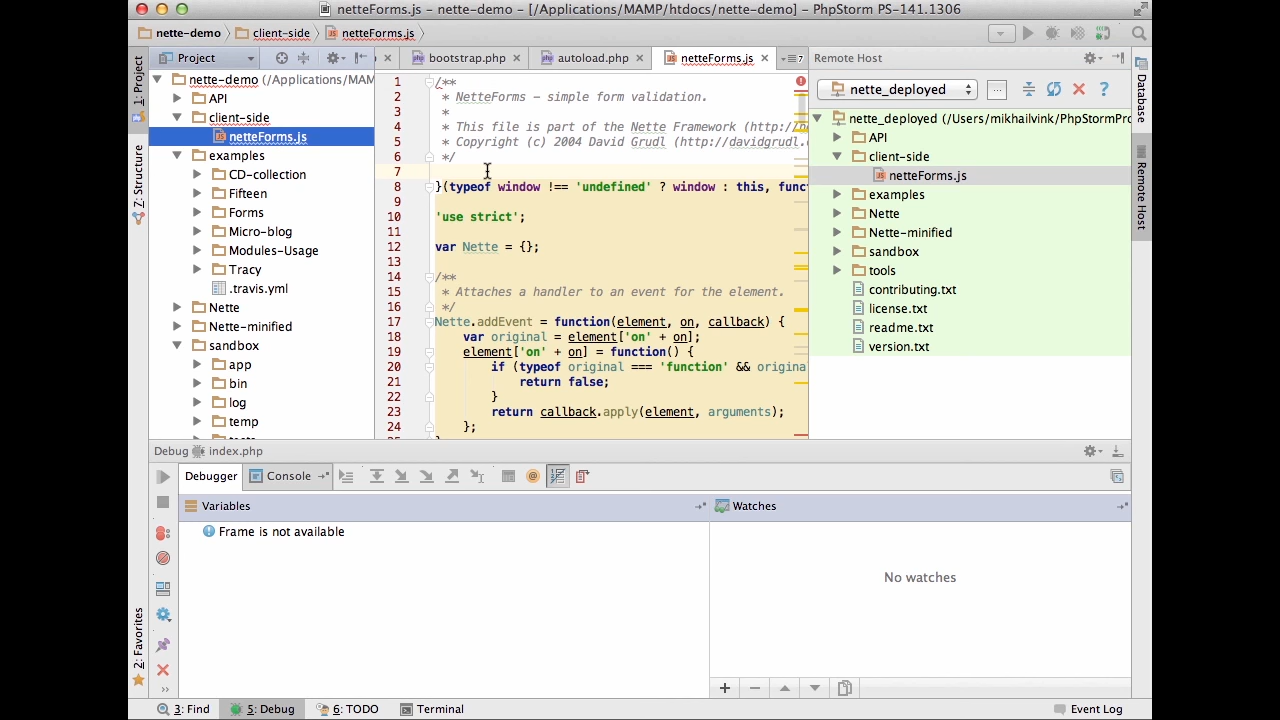 netteForms.js - nette-demo - [/Applications/MAMP/htdocs/nette-demo] - PhpStorm PS-141.1306
nette-demo client-side netteForms.js
1: Project
Z: Structure
2: Favorites
Project
nette-demo (/Applications/MAM
API
client-side
netteForms.js
examples
CD-collection
Fifteen
Forms
Micro-blog
Modules-Usage
Tracy
.travis.yml
Nette
Nette-minified
sandbox
app
bin
log
temp
bootstrap.php autoload.php netteForms.js 7
1 /**
2 * NetteForms – simple form validation.
3 *
4 * This file is part of the Nette Framework (http://n
5 * Copyright (c) 2004 David Grudl (http://davidgrudl.
6 */
7
8 }(typeof window !== 'undefined' ? window : this, func
9
10 'use strict';
11
12 var Nette = {};
13
14 /**
15 * Attaches a handler to an event for the element.
16 */
17 Nette.addEvent = function(element, on, callback) {
18 var original = element['on' + on];
19 element['on' + on] = function() {
20 if (typeof original === 'function' && origina
21 return false;
22 }
23 return callback.apply(element, arguments);
24 };
Remote Host
nette_deployed ... ?
nette_deployed (/Users/mikhailvink/PhpStormPro
API
client-side
netteForms.js
examples
Nette
Nette-minified
sandbox
tools
contributing.txt
license.txt
readme.txt
version.txt
Database
Remote Host
Debug index.php
Debugger Console
Variables
Frame is not available
Watches
No watches
3: Find 5: Debug 6: TODO Terminal Event Log